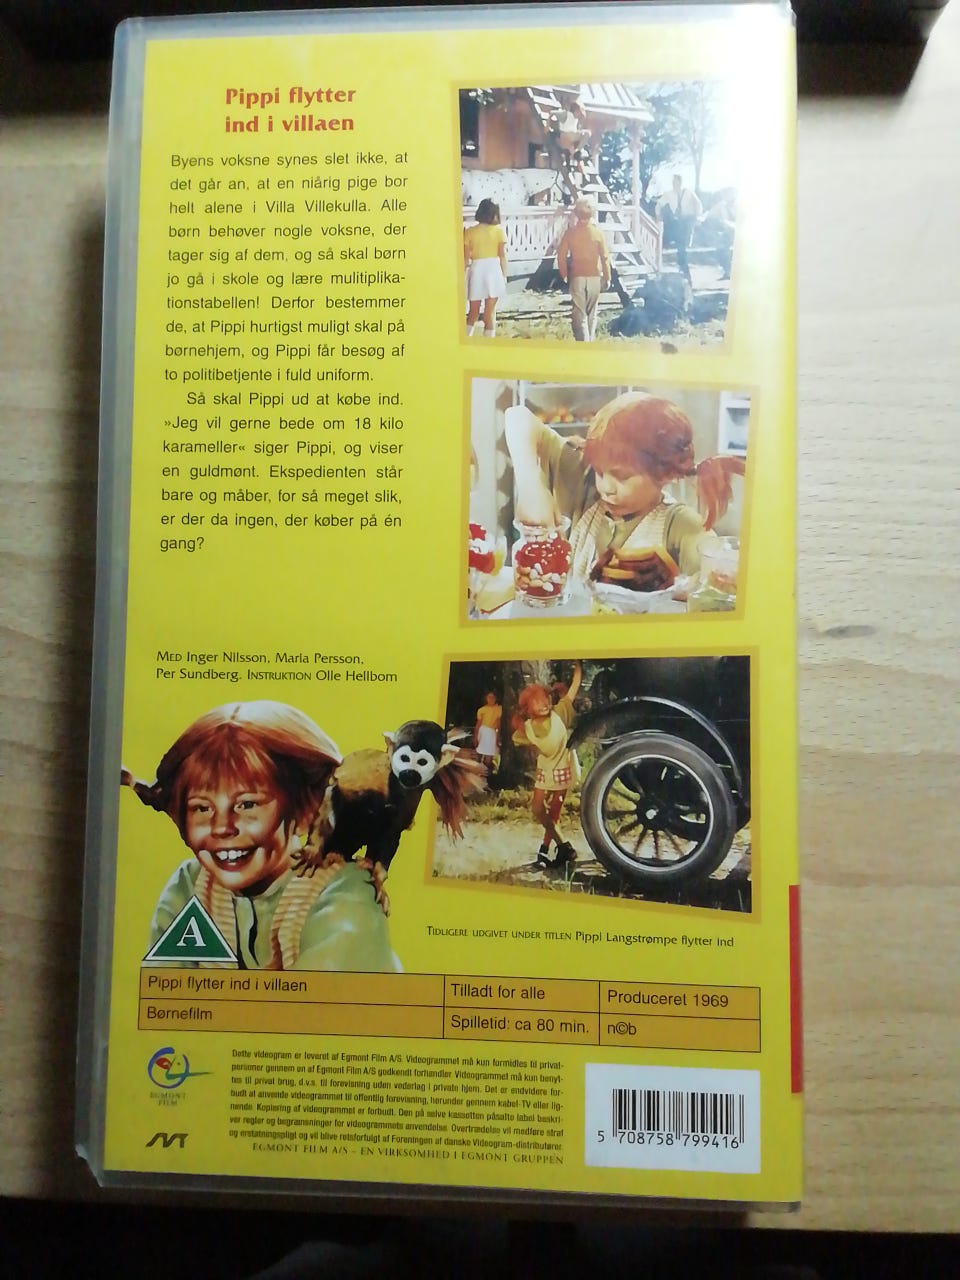 Pippi flytter
ind i villaen
Byens voksne synes slet ikke, at
det går an, at en niårig pige bor
helt alene i Villa Villekulla. Alle
børn behøver nogle voksne, der
tager sig af dem, og så skal børn
jo gå i skole og lære mulitiplika-
tionstabellen! Derfor bestemmer
de, at Pippi hurtigst muligt skal på
børnehjem, og Pippi får besøg af
to politibetjente i fuld uniform.
Så skal Pippi ud at købe ind.
»Jeg vil gerne bede om 18 kilo
karameller« siger Pippi, og viser
en guldmønt. Ekspedienten står
bare og måber, for så meget slik,
er der da ingen, der køber på én
gang?
MED Inger Nilsson, Maria Persson,
Per Sundberg. INSTRUKTION Olle Hellbom
A
TIDLIGERE UDGIVET UNDER TITLEN Pippi Langstrømpe flytter ind
Pippi flytter ind i villaen
Tilladt for alle
Produceret 1969
Børnefilm
Spilletid: ca 80 min.
n©b
EGMONT
FILM
SVT
Dette videogram er leveret af Egmont Film A/S. Videogrammet må kun formidles til privat-
personer gennem en af Egmont Film A/S godkendt forhandler. Videogrammet må kun benyt-
tes til privat brug, d.v.s. til forevisning uden vederlag i private hjem. Det er endvidere for-
budt at anvende videogrammet til offentlig forevisning, herunder gennem kabel-TV eller lig-
nende. Kopiering af videogrammet er forbudt. Den på selve kassetten påsatte label beskri-
ver regler og begrænsninger for videogrammets anvendelse. Overtrædelse vil medføre straf
og erstatningspligt og vil blive retsforfulgt af Foreningen af danske Videogram-distributører.
EGMONT FILM A/S – EN VIRKSOMHED I EGMONT GRUPPEN
5 708758 799416